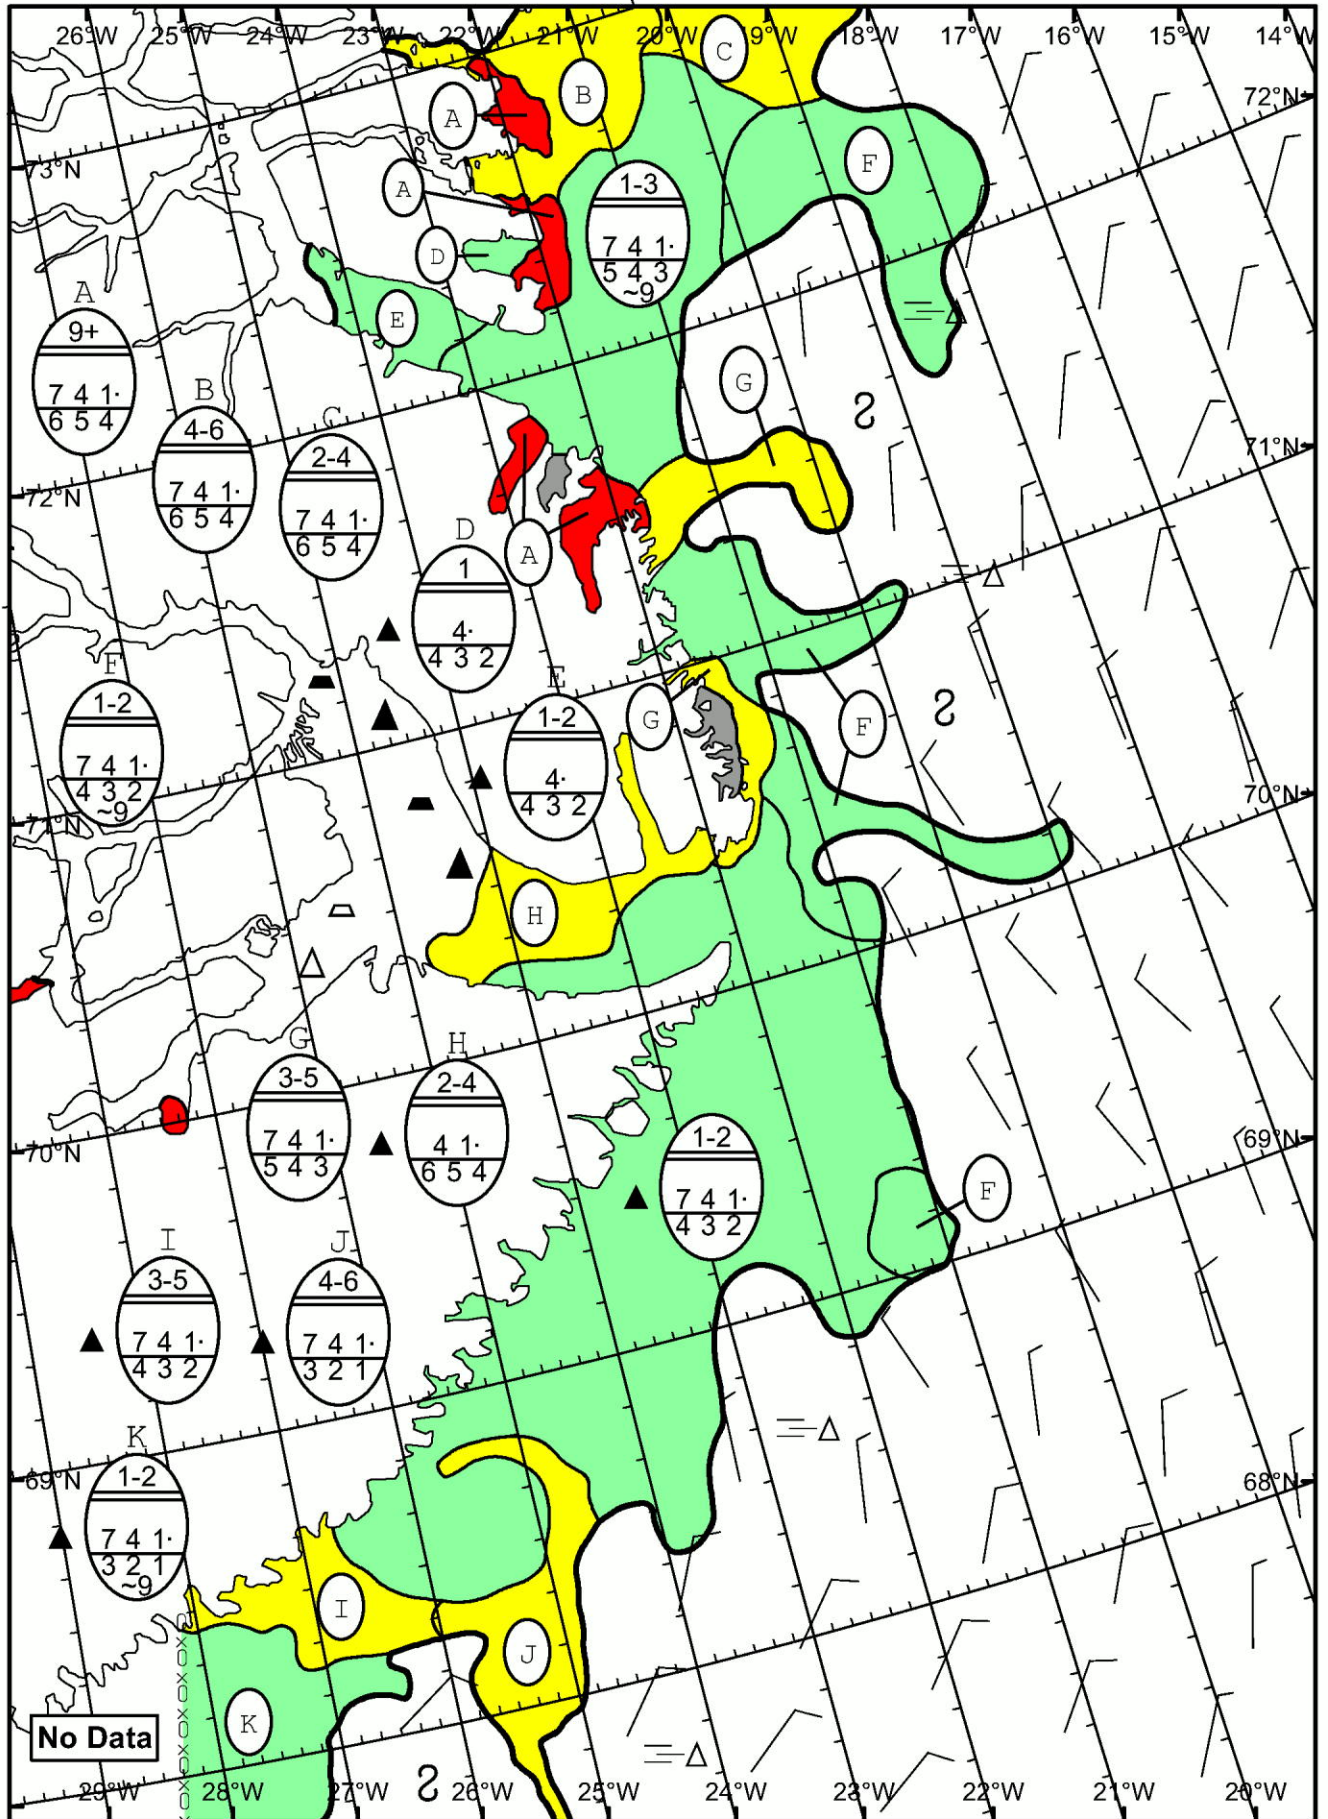 26°W 25°W 24°W 23°W 22°W 21°W 20°W 19°W 18°W 17°W 16°W 15°W 14°W
C
B
72°N
A
F
73°N
A
1-3
7 4 1·
5 4 3
~9
D
E
A
9+
7 4 1·
6 5 4
B
4-6
7 4 1·
6 5 4
C
2-4
7 4 1·
6 5 4
G
71°N
72°N
A
D
1
4·
4 3 2
F
1-2
7 4 1·
4 3 2
~9
E
1-2
4·
4 3 2
G
F
70°N
71°N
H
G
3-5
7 4 1·
5 4 3
H
2-4
4 1·
6 5 4
1-2
7 4 1·
4 3 2
69°N
70°N
F
I
3-5
7 4 1·
4 3 2
J
4-6
7 4 1·
3 2 1
K
1-2
7 4 1·
3 2 1
~9
69°N
68°N
I
J
K
No Data
29°W 28°W 27°W 26°W 25°W 24°W 23°W 22°W 21°W 20°W